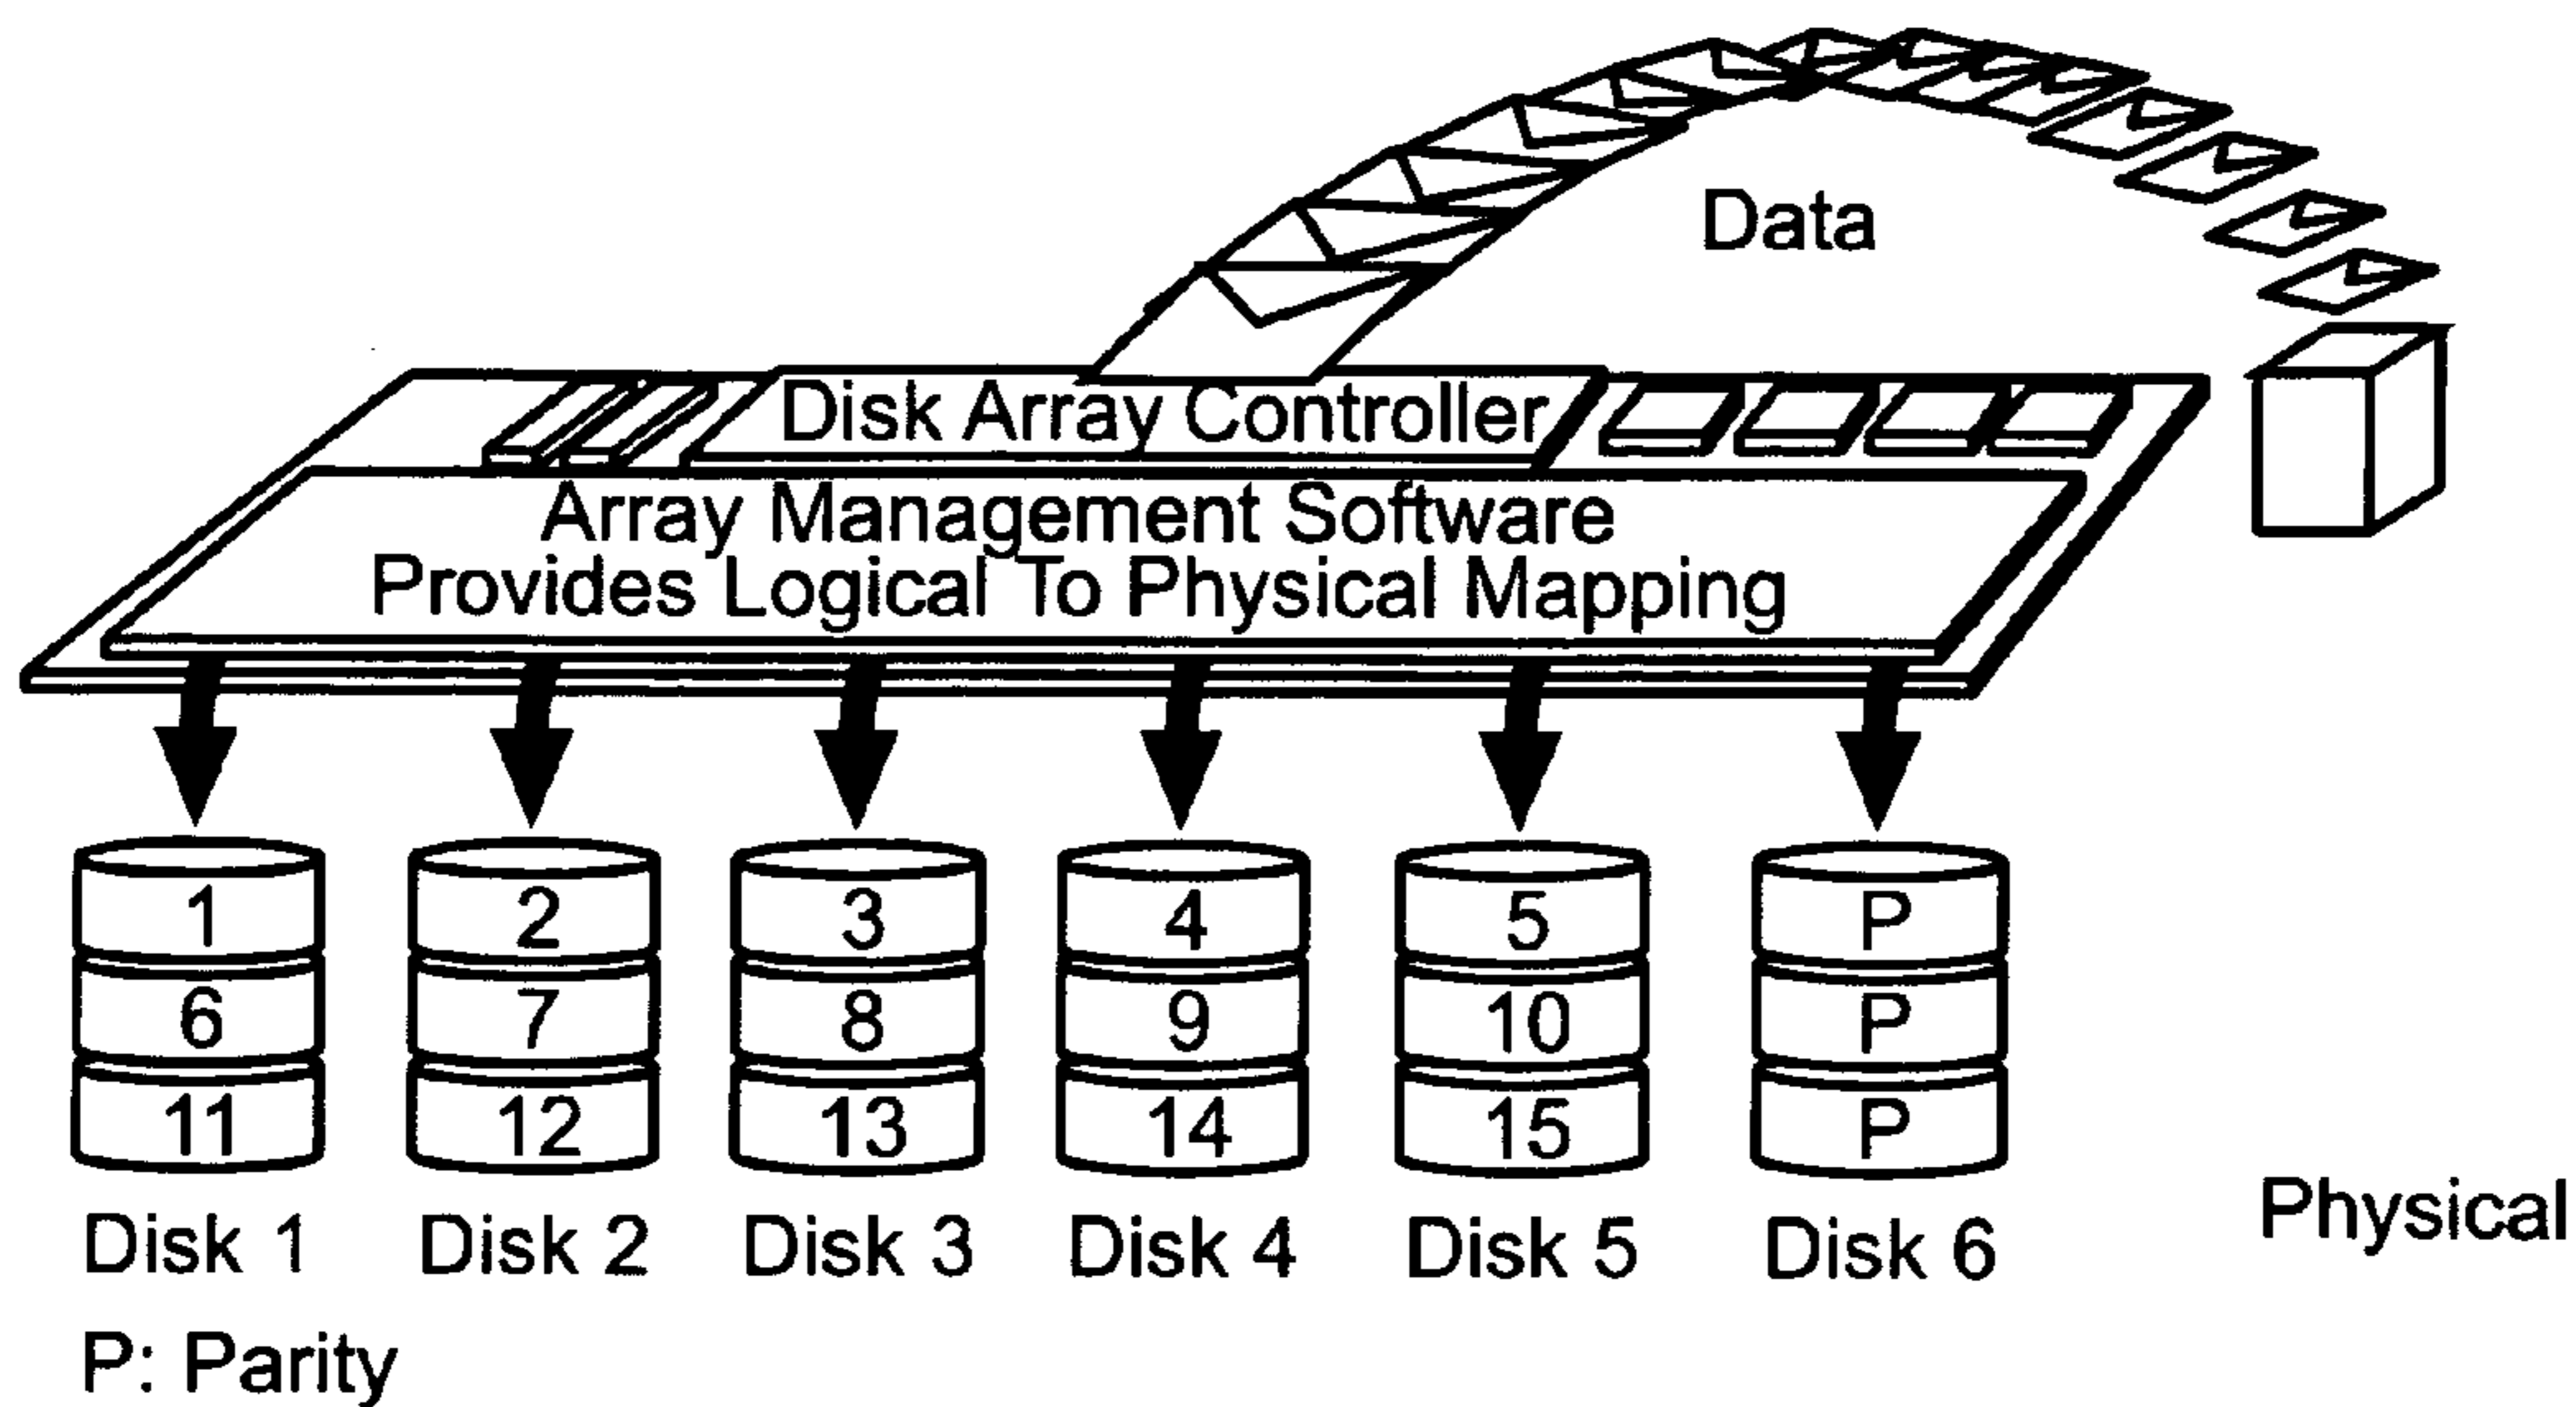 Data
Disk Array Controller
Array Management Software
Provides Logical To Physical Mapping
1 2 3 4 5 P
6 7 8 9 10 P
11 12 13 14 15 P
Disk 1 Disk 2 Disk 3 Disk 4 Disk 5 Disk 6 Physical
P: Parity